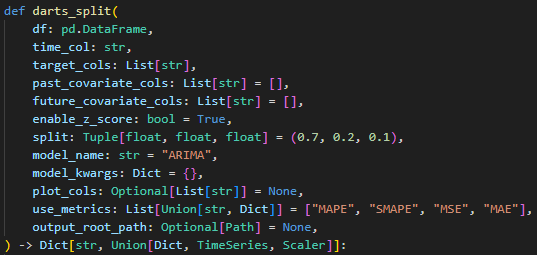 def darts_split(
    df: pd.DataFrame,
    time_col: str,
    target_cols: List[str],
    past_covariate_cols: List[str] = [],
    future_covariate_cols: List[str] = [],
    enable_z_score: bool = True,
    split: Tuple[float, float, float] = (0.7, 0.2, 0.1),
    model_name: str = "ARIMA",
    model_kwargs: Dict = {},
    plot_cols: Optional[List[str]] = None,
    use_metrics: List[Union[str, Dict]] = ["MAPE", "SMAPE", "MSE", "MAE"],
    output_root_path: Optional[Path] = None,
) -> Dict[str, Union[Dict, TimeSeries, Scaler]]: